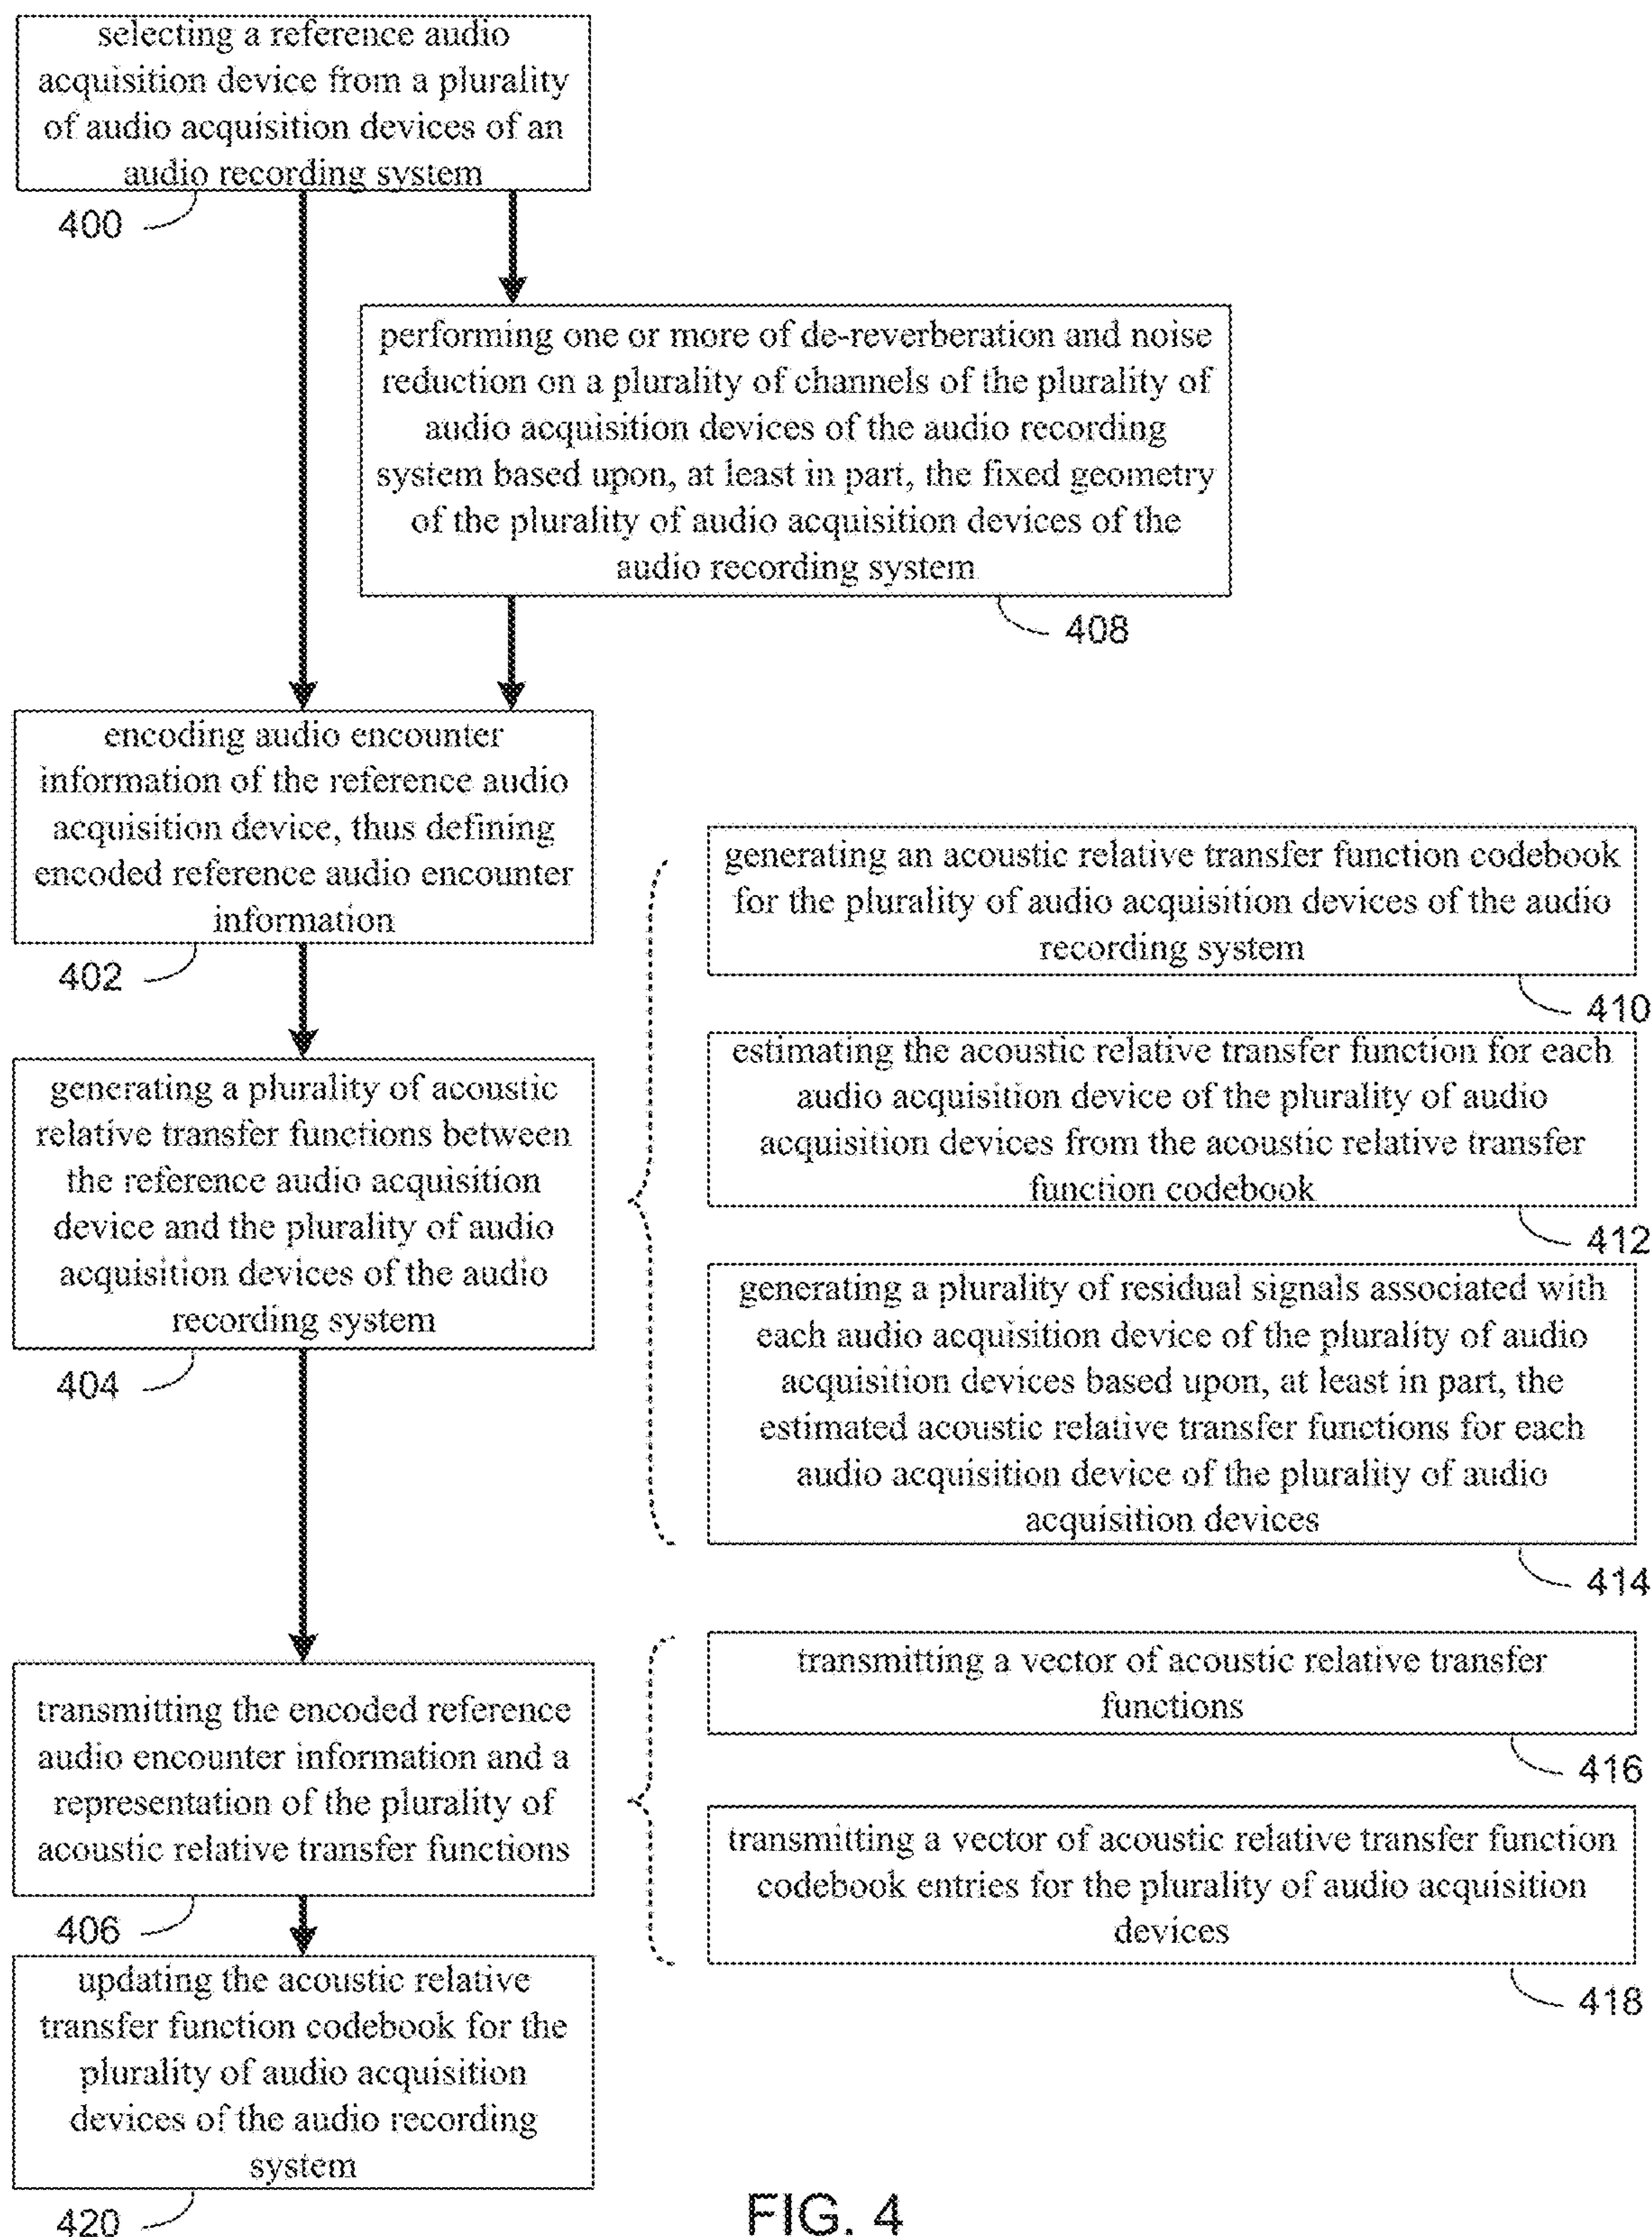 selecting a reference audio
acquisition device from a plurality
of audio acquisition devices of an
audio recording system
400
performing one or more of de-reverberation and noise
reduction on a plurality of channels of the plurality of
audio acquisition devices of the audio recording
system based upon, at least in part, the fixed geometry
of the plurality of audio acquisition devices of the
audio recording system
408
encoding audio encounter
information of the reference audio
acquisition device, thus defining
encoded reference audio encounter
information
402
generating an acoustic relative transfer function codebook
for the plurality of audio acquisition devices of the audio
recording system
410
estimating the acoustic relative transfer function for each
audio acquisition device of the plurality of audio
acquisition devices from the acoustic relative transfer
function codebook
412
generating a plurality of acoustic
relative transfer functions between
the reference audio acquisition
device and the plurality of audio
acquisition devices of the audio
recording system
404
generating a plurality of residual signals associated with
each audio acquisition device of the plurality of audio
acquisition devices based upon, at least in part, the
estimated acoustic relative transfer functions for each
audio acquisition device of the plurality of audio
acquisition devices
414
transmitting the encoded reference
audio encounter information and a
representation of the plurality of
acoustic relative transfer functions
406
transmitting a vector of acoustic relative transfer
functions
416
transmitting a vector of acoustic relative transfer function
codebook entries for the plurality of audio acquisition
devices
418
updating the acoustic relative
transfer function codebook for the
plurality of audio acquisition
devices of the audio recording
system
420
FIG. 4